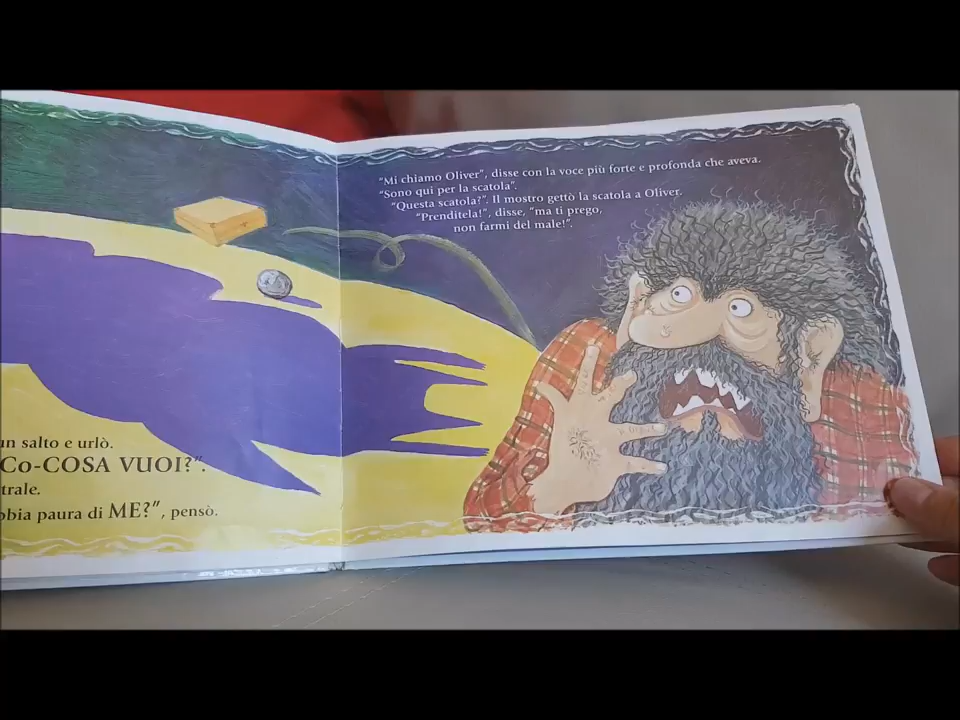 un salto e urlò.
Co-COSA VUOI?”.
trale.
bbia paura di ME?”, pensò.
“Mi chiamo Oliver”, disse con la voce più forte e profonda che aveva.
“Sono qui per la scatola”.
“Questa scatola?”. Il mostro gettò la scatola a Oliver.
“Prenditela!”, disse, “ma ti prego,
non farmi del male!”.